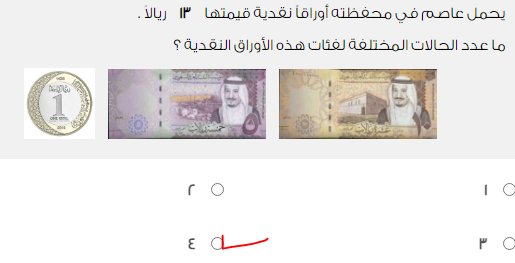 يحمل عاصم في محفظته أوراقاً نقدية قيمتها ١٣ ريالاً .
ما عدد الحالات المختلفة لفئات هذه الأوراق النقدية ؟
١
٢
٣
٤